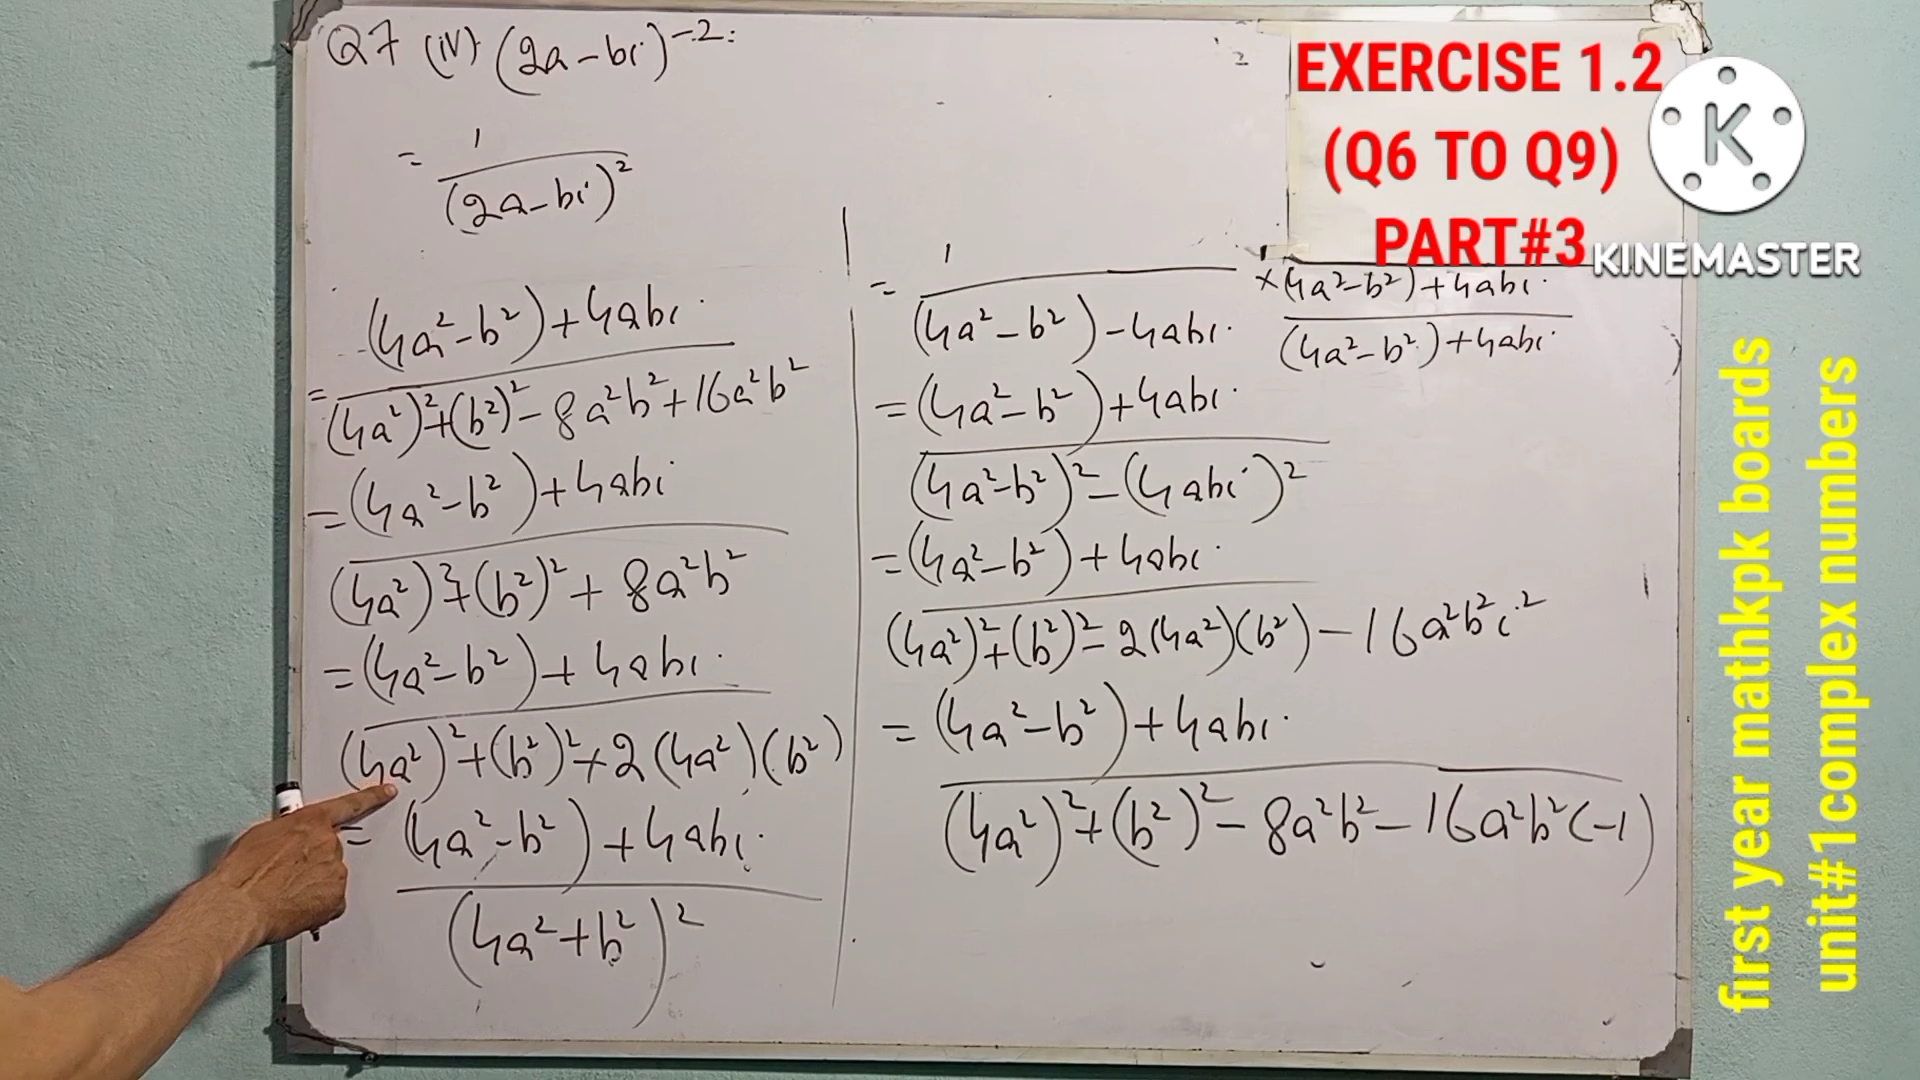 Q7 (iv) (2a-bi)^-2:
= 1
(2a-bi)^2
= 1
(4a^2-b^2)-4abi
×(4a^2-b^2)+4abi
(4a^2-b^2)+4abi
=(4a^2-b^2)+4abi
(4a^2-b^2)^2-(4abi)^2
=(4a^2-b^2)+4abi
(4a^2)^2+(b^2)^2-2(4a^2)(b^2)-16a^2b^2i^2
=(4a^2-b^2)+4abi
(4a^2)^2+(b^2)^2-8a^2b^2-16a^2b^2(-1)
=(4a^2-b^2)+4abi
(4a^2)^2+(b^2)^2-8a^2b^2+16a^2b^2
=(4a^2-b^2)+4abi
(4a^2)^2+(b^2)^2+8a^2b^2
=(4a^2-b^2)+4abi
(4a^2)^2+(b^2)^2+2(4a^2)(b^2)
=(4a^2-b^2)+4abi
(4a^2+b^2)^2
EXERCISE 1.2
(Q6 TO Q9)
PART#3
K
KINEMASTER
first year mathkpk boards
unit#1complex numbers